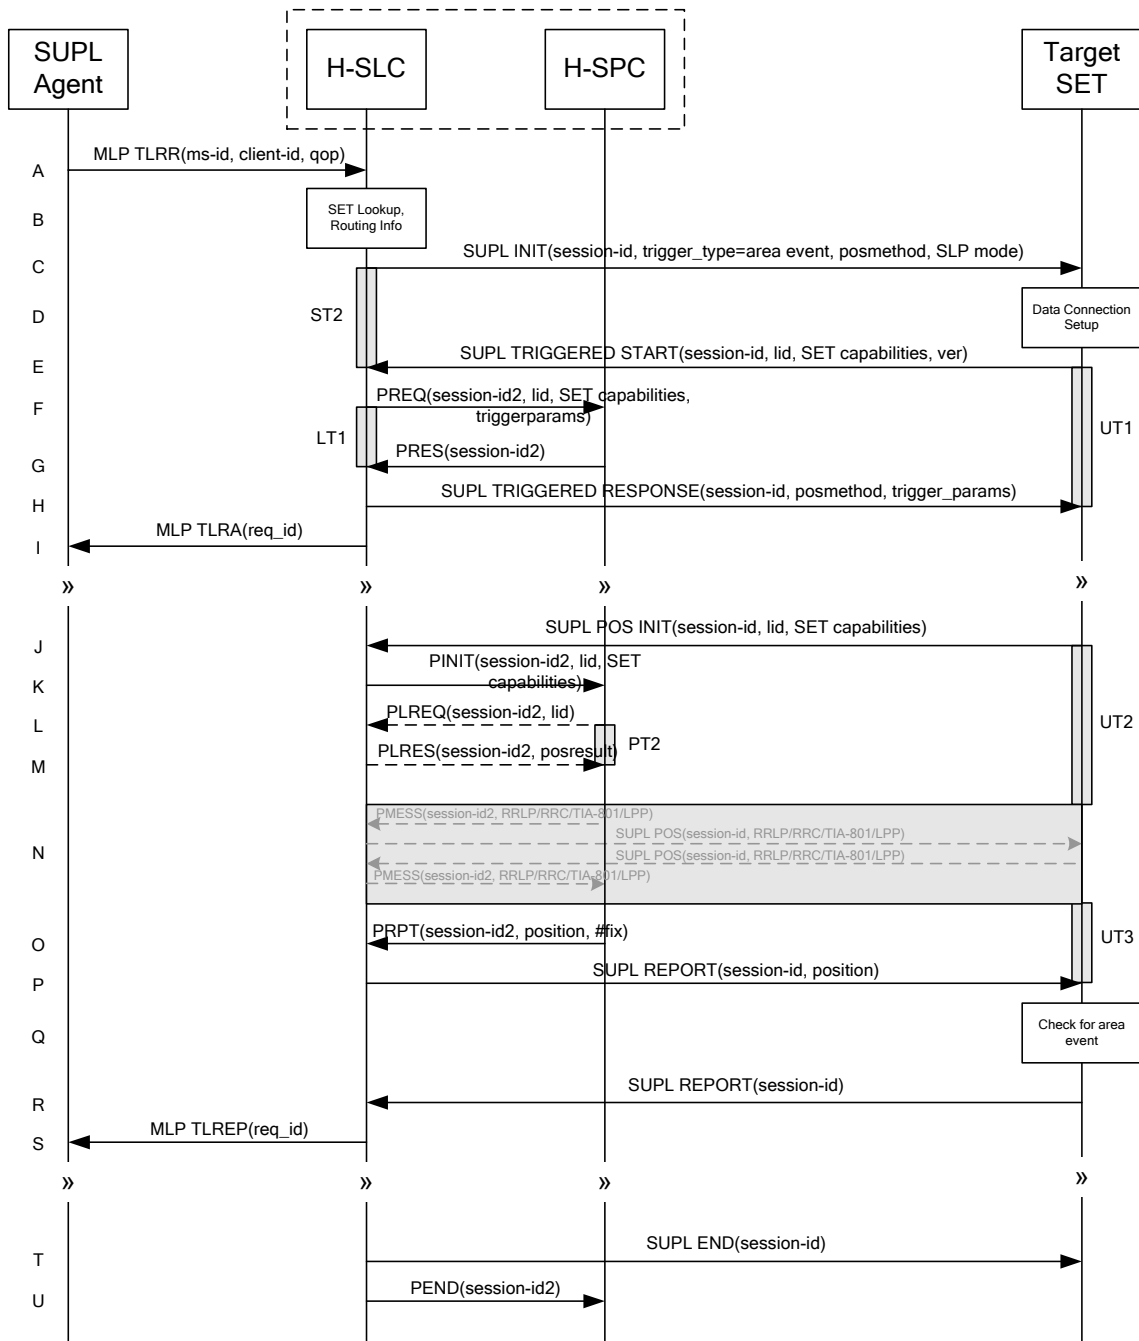 SUPL
Agent
H-SLC
H-SPC
Target
SET
A
MLP TLRR(ms-id, client-id, qop)
B
SET Lookup,
Routing Info
C
SUPL INIT(session-id, trigger_type=area event, posmethod, SLP mode)
D
ST2
Data Connection
Setup
E
SUPL TRIGGERED START(session-id, lid, SET capabilities, ver)
F
PREQ(session-id2, lid, SET capabilities,
triggerparams)
LT1
UT1
G
PRES(session-id2)
H
SUPL TRIGGERED RESPONSE(session-id, posmethod, trigger_params)
I
MLP TLRA(req_id)
»
»
»
»
J
SUPL POS INIT(session-id, lid, SET capabilities)
K
PINIT(session-id2, lid, SET
capabilities)
L
PLREQ(session-id2, lid)
UT2
M
PLRES(session-id2, posresult)
PT2
N
PMESS(session-id2, RRLP/RRC/TIA-801/LPP)
SUPL POS(session-id, RRLP/RRC/TIA-801/LPP)
SUPL POS(session-id, RRLP/RRC/TIA-801/LPP)
PMESS(session-id2, RRLP/RRC/TIA-801/LPP)
O
PRPT(session-id2, position, #fix)
UT3
P
SUPL REPORT(session-id, position)
Q
Check for area
event
R
SUPL REPORT(session-id)
S
MLP TLREP(req_id)
»
»
»
»
T
SUPL END(session-id)
U
PEND(session-id2)